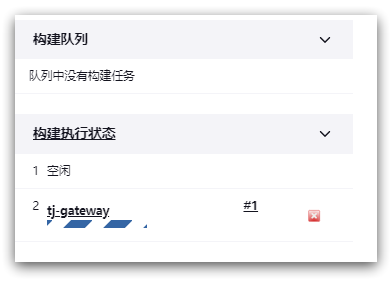 构建队列
队列中没有构建任务
构建执行状态
1 空闲
2 tj-gateway #1